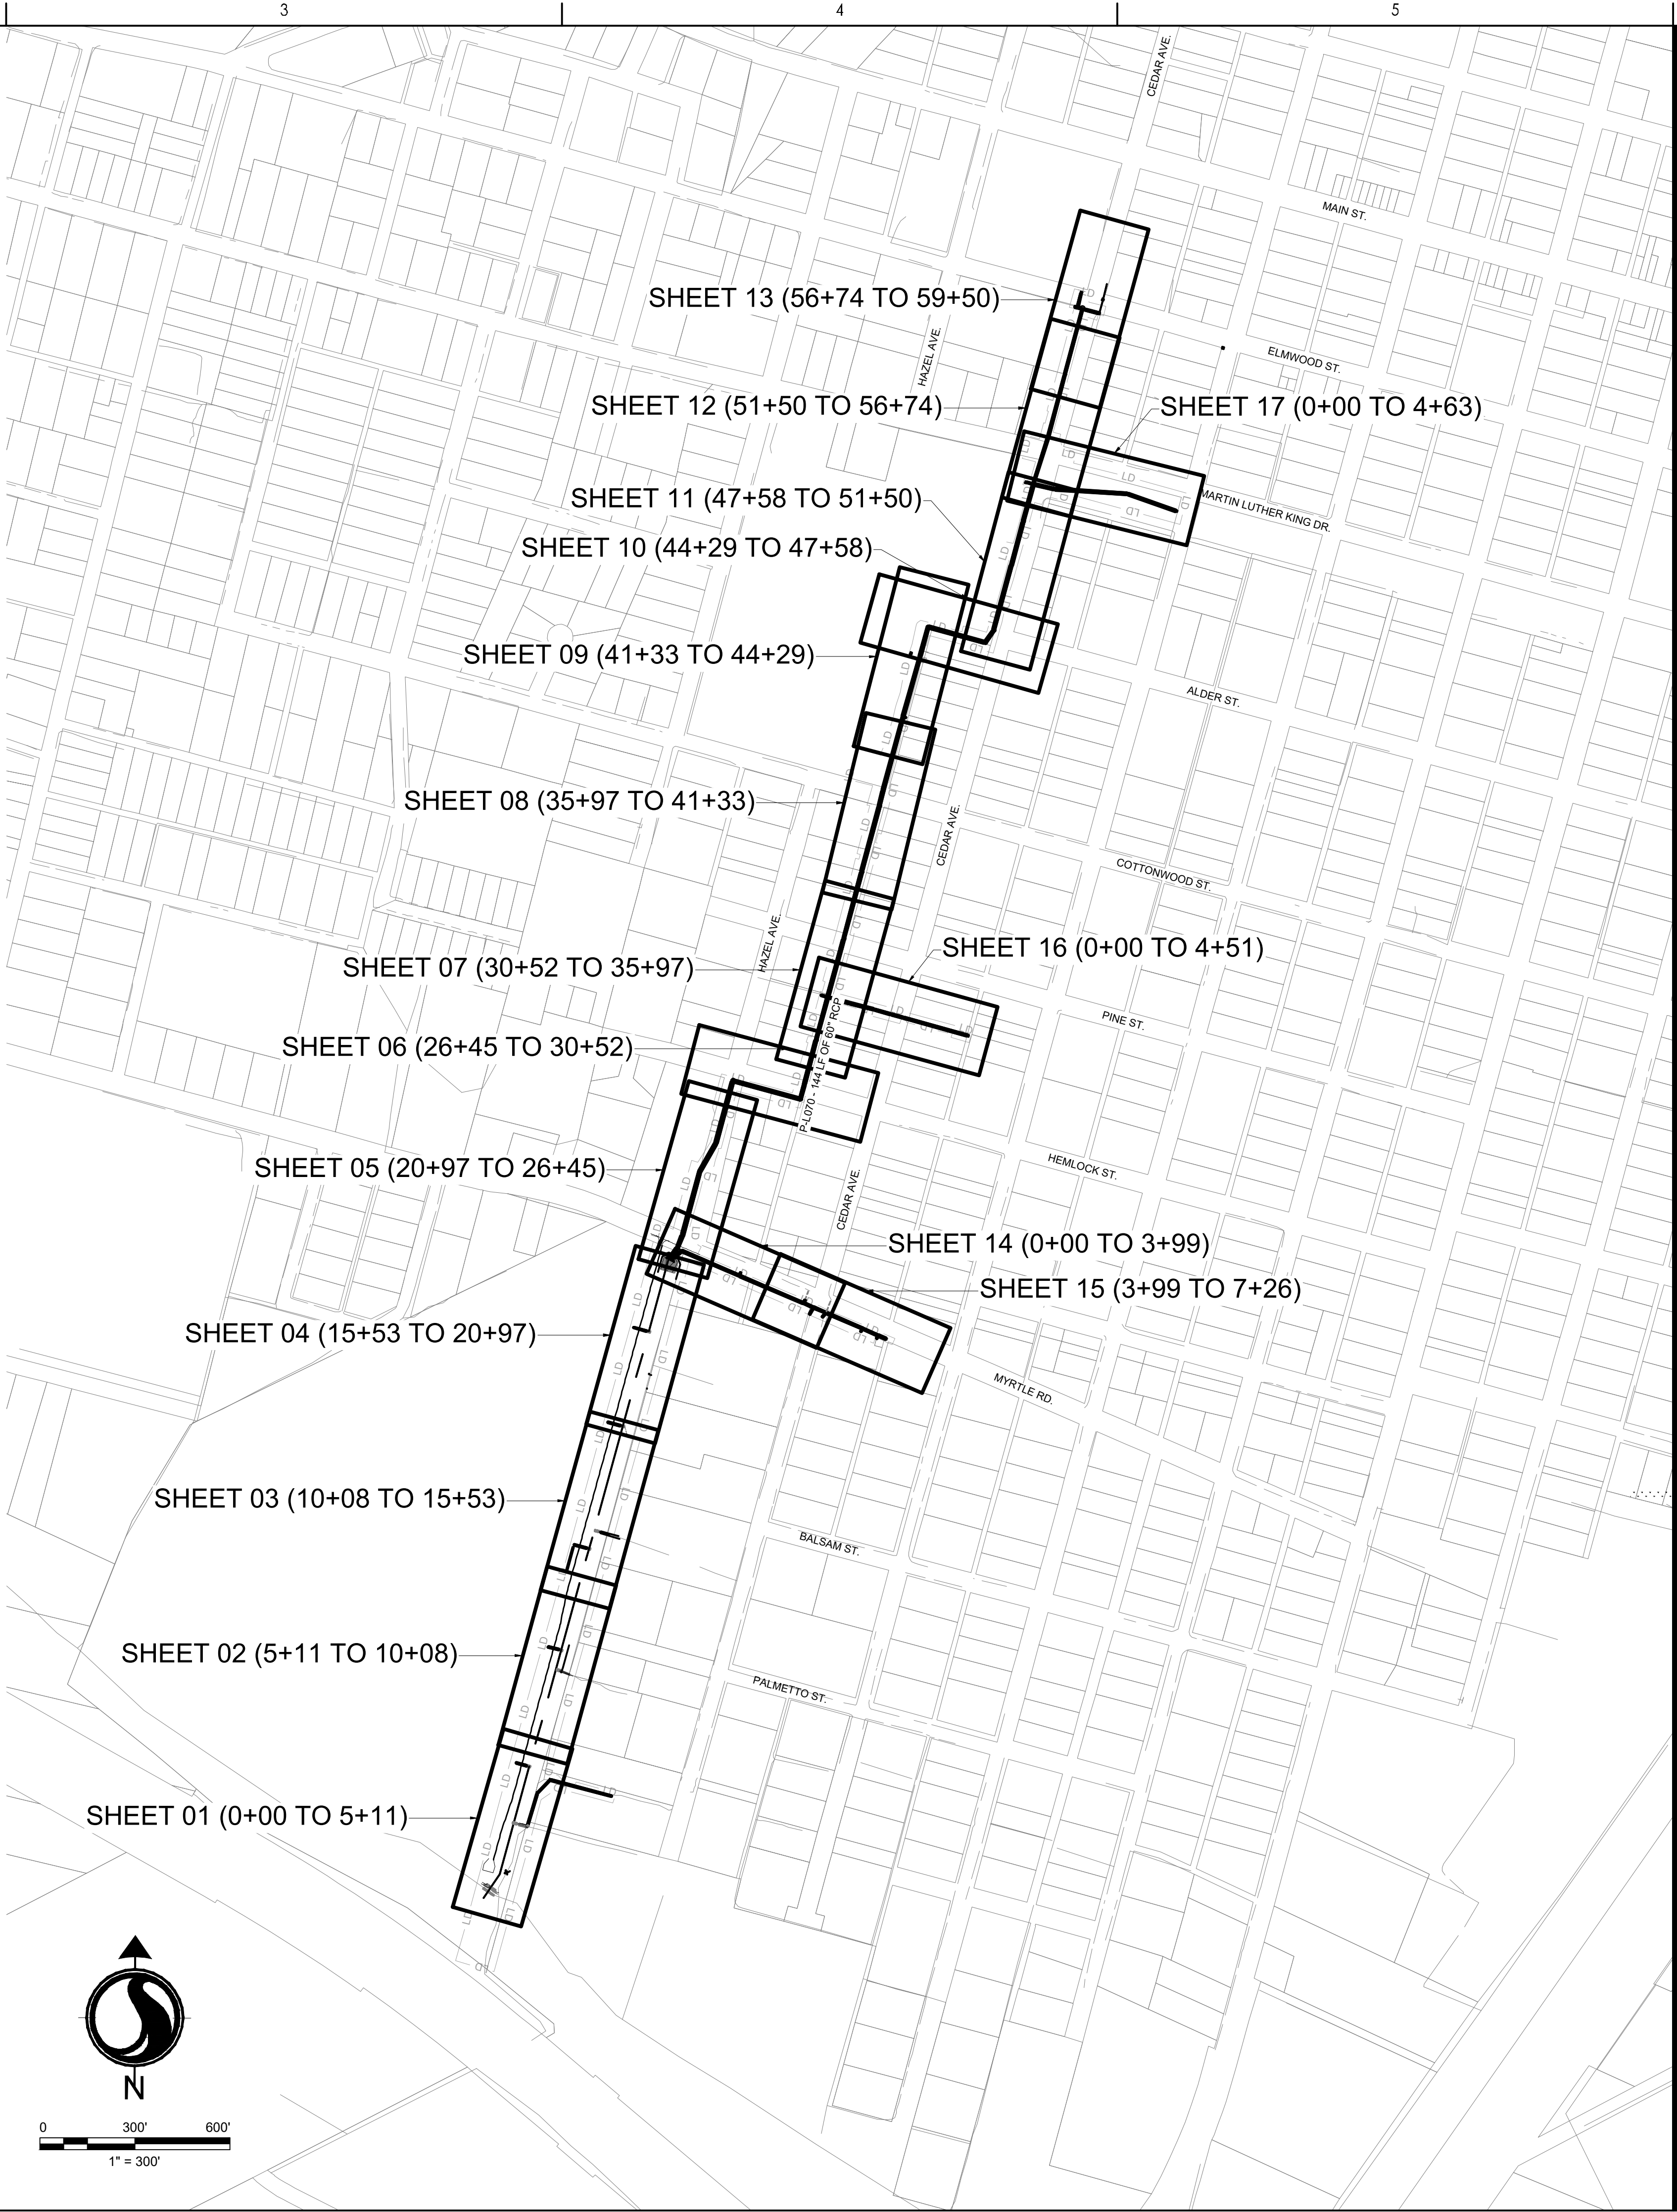 3
4
5
CEDAR AVE.
MAIN ST.
SHEET 13 (56+74 TO 59+50)
HAZEL AVE.
ELMWOOD ST.
SHEET 12 (51+50 TO 56+74)
SHEET 17 (0+00 TO 4+63)
SHEET 11 (47+58 TO 51+50)
MARTIN LUTHER KING DR.
SHEET 10 (44+29 TO 47+58)
SHEET 09 (41+33 TO 44+29)
ALDER ST.
SHEET 08 (35+97 TO 41+33)
CEDAR AVE.
COTTONWOOD ST.
HAZEL AVE.
SHEET 16 (0+00 TO 4+51)
SHEET 07 (30+52 TO 35+97)
PINE ST.
SHEET 06 (26+45 TO 30+52)
P-L070 - 144 LF OF 60" RCP
SHEET 05 (20+97 TO 26+45)
HEMLOCK ST.
CEDAR AVE.
SHEET 14 (0+00 TO 3+99)
SHEET 15 (3+99 TO 7+26)
SHEET 04 (15+53 TO 20+97)
MYRTLE RD.
SHEET 03 (10+08 TO 15+53)
BALSAM ST.
SHEET 02 (5+11 TO 10+08)
PALMETTO ST.
SHEET 01 (0+00 TO 5+11)
LD
N
0 300' 600'
1" = 300'